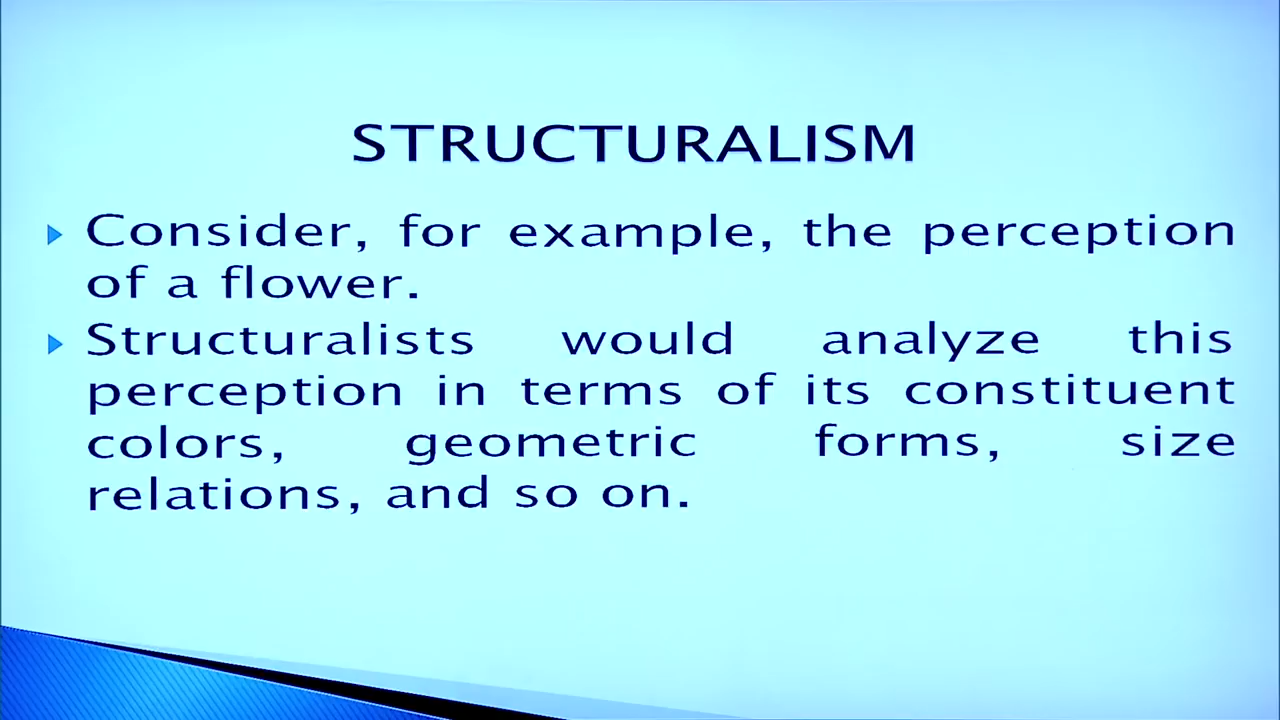 STRUCTURALISM
Consider, for example, the perception
of a flower.
Structuralists would analyze this
perception in terms of its constituent
colors, geometric forms, size
relations, and so on.